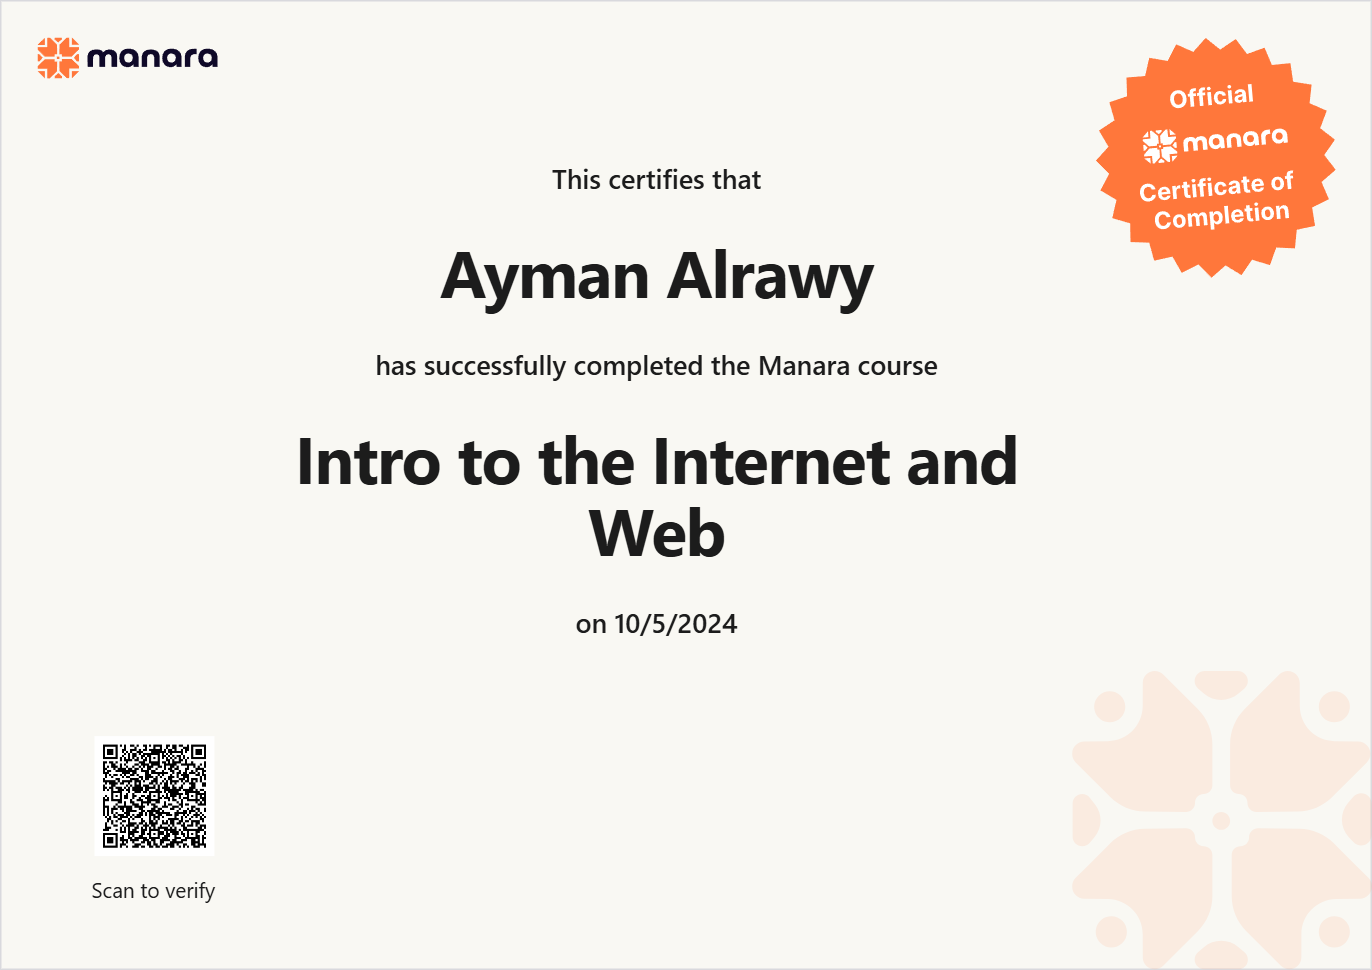 manara
Official
manara
Certificate of
Completion
This certifies that
Ayman Alrawy
has successfully completed the Manara course
Intro to the Internet and
Web
on 10/5/2024
Scan to verify